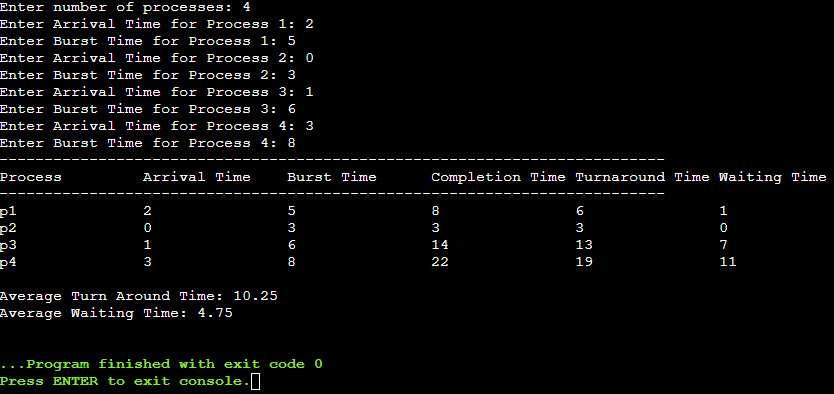 Enter number of processes: 4
Enter Arrival Time for Process 1: 2
Enter Burst Time for Process 1: 5
Enter Arrival Time for Process 2: 0
Enter Burst Time for Process 2: 3
Enter Arrival Time for Process 3: 1
Enter Burst Time for Process 3: 6
Enter Arrival Time for Process 4: 3
Enter Burst Time for Process 4: 8
--------------------------------------------------------------------------
Process Arrival Time Burst Time Completion Time Turnaround Time Waiting Time
--------------------------------------------------------------------------
p1 2 5 8 6 1
p2 0 3 3 3 0
p3 1 6 14 13 7
p4 3 8 22 19 11
Average Turn Around Time: 10.25
Average Waiting Time: 4.75
...Program finished with exit code 0
Press ENTER to exit console.